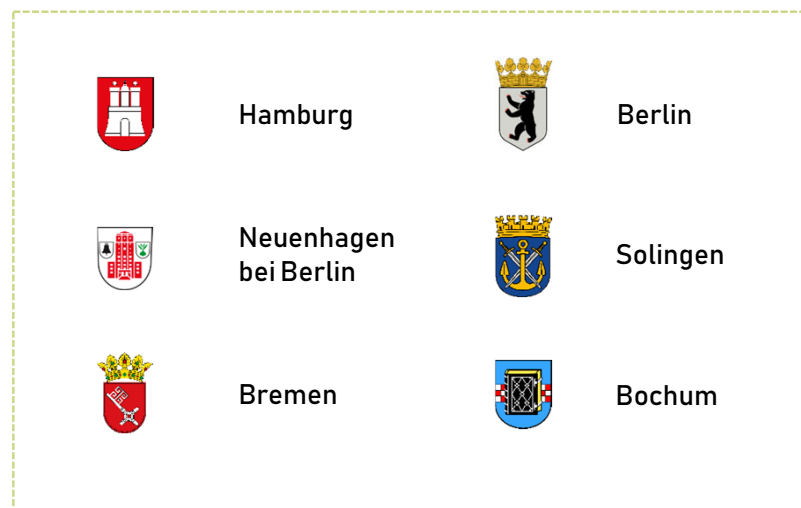 Hamburg
Berlin
Neuenhagen
bei Berlin
Solingen
Bremen
Bochum